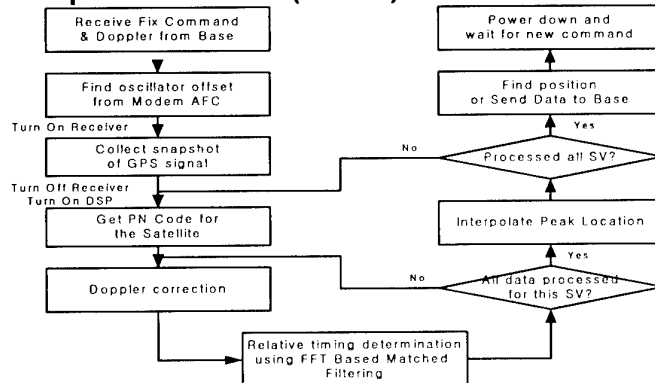 Receive Fix Command
& Doppler from Base
Find oscillator offset
from Modem AFC
Turn On Receiver
Collect snapshot
of GPS signal
Turn Off Receiver
Turn On DSP
Get PN Code for
the Satellite
Doppler correction
Relative timing determination
using FFT Based Matched
Filtering
All data processed
for this SV?
No
Yes
Interpolate Peak Location
Processed all SV?
No
Yes
Find position
or Send Data to Base
Power down and
wait for new command